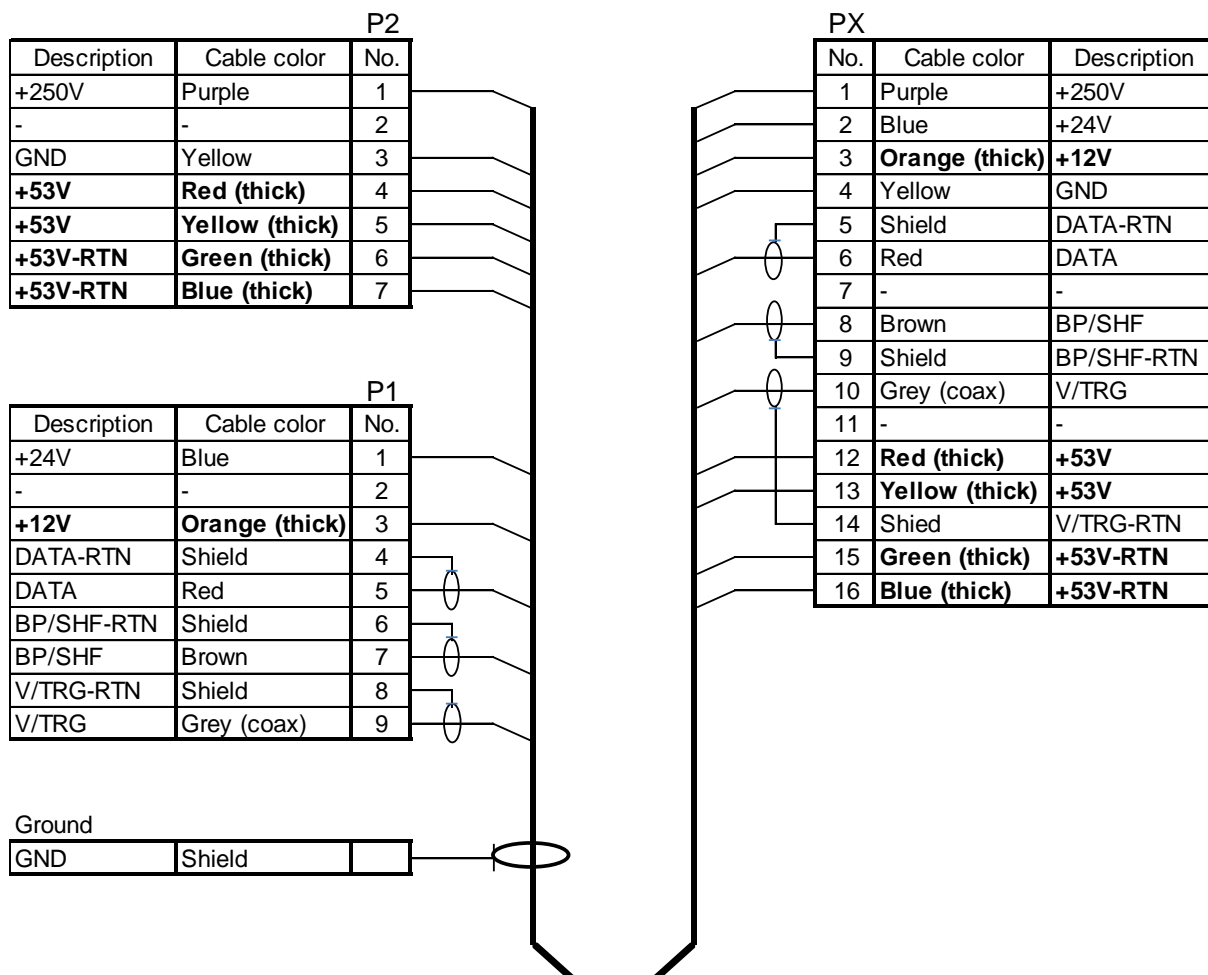 P2
Description Cable color No.
+250V Purple 1
- - 2
GND Yellow 3
+53V Red (thick) 4
+53V Yellow (thick) 5
+53V-RTN Green (thick) 6
+53V-RTN Blue (thick) 7
P1
Description Cable color No.
+24V Blue 1
- - 2
+12V Orange (thick) 3
DATA-RTN Shield 4
DATA Red 5
BP/SHF-RTN Shield 6
BP/SHF Brown 7
V/TRG-RTN Shield 8
V/TRG Grey (coax) 9
Ground
GND Shield
PX
No. Cable color Description
1 Purple +250V
2 Blue +24V
3 Orange (thick) +12V
4 Yellow GND
5 Shield DATA-RTN
6 Red DATA
7 - -
8 Brown BP/SHF
9 Shield BP/SHF-RTN
10 Grey (coax) V/TRG
11 - -
12 Red (thick) +53V
13 Yellow (thick) +53V
14 Shied V/TRG-RTN
15 Green (thick) +53V-RTN
16 Blue (thick) +53V-RTN